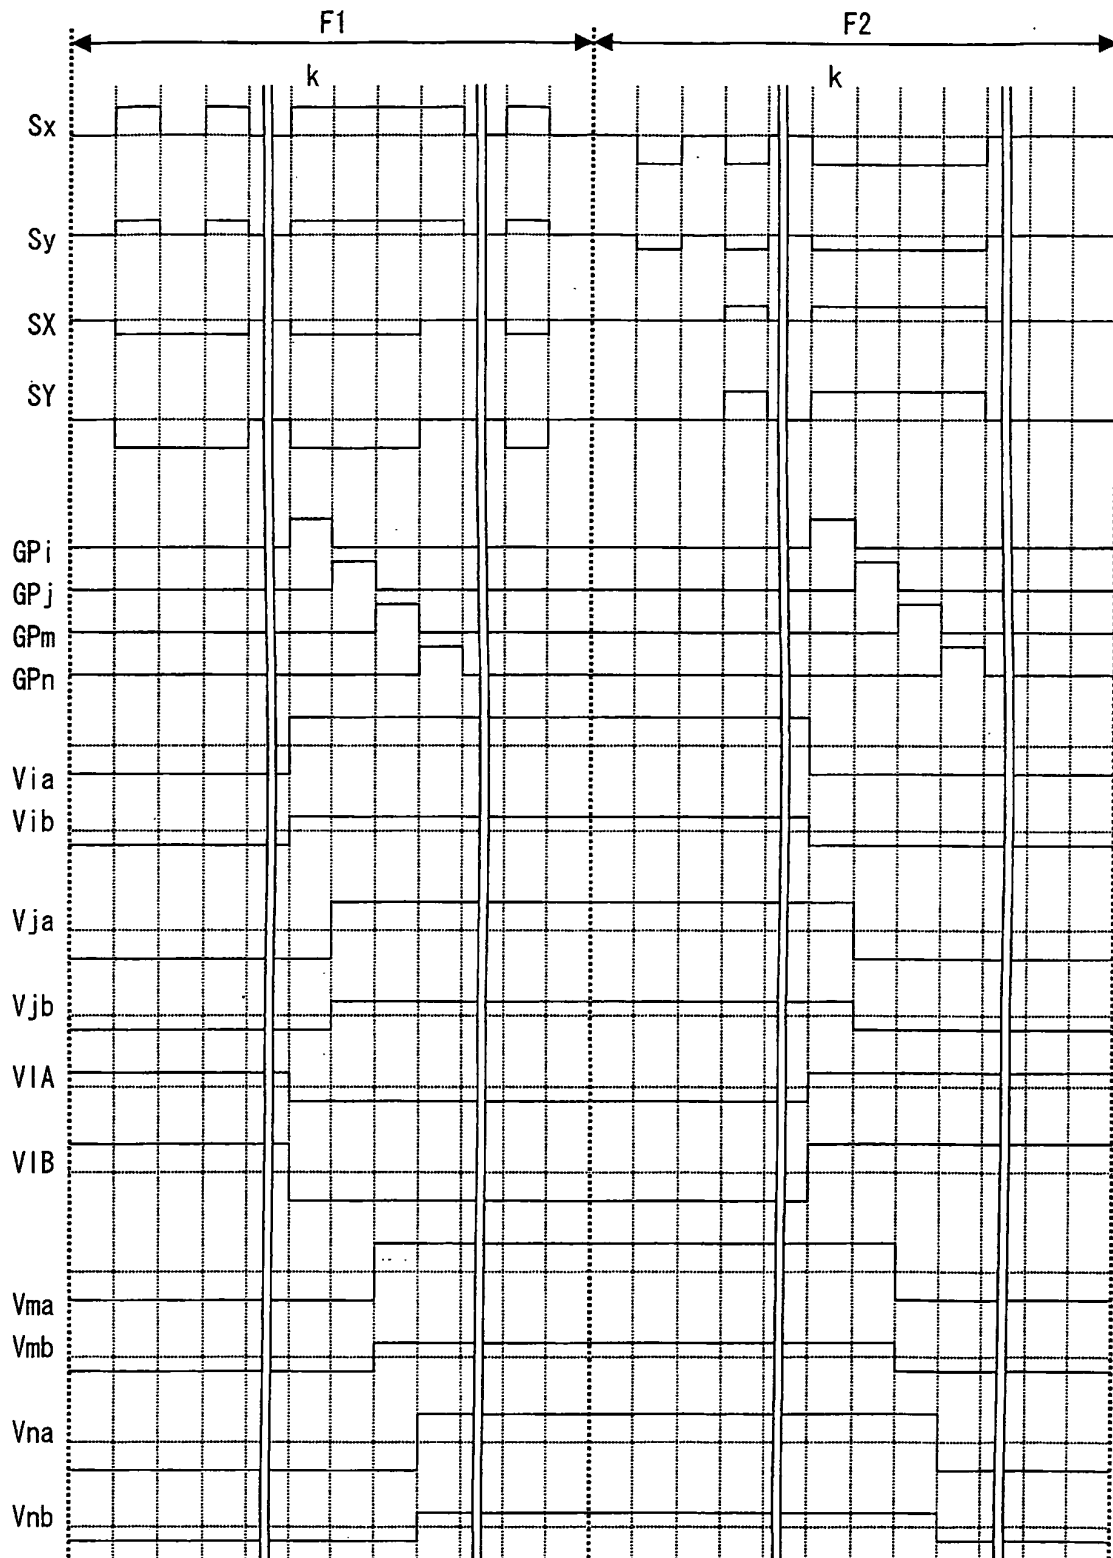 F1 F2
k k
Sx
Sy
SX
SY
GPi
GPj
GPm
GPn
Via
Vib
Vja
Vjb
VIA
VIB
Vma
Vmb
Vna
Vnb